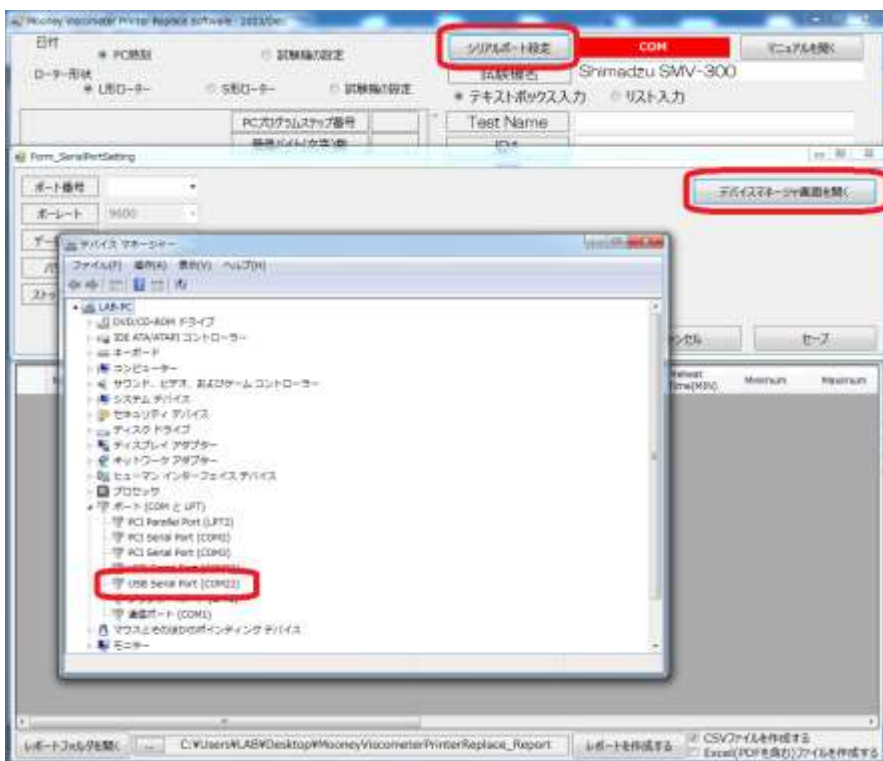 Mooney Viscometer Printer Replace Software
日付
PC時刻
試験機の設定
シリアルポート設定
COM
マニュアルを開く
ローター形状
L形ローター
S形ローター
試験機の設定
試験機名
Shimadzu SMV-300
テキストボックス入力
リスト入力
PCプログラムステップ番号
Test Name
Form_SerialPortSetting
ポート番号
デバイスマネージャ画面を開く
ボーレート
9600
デバイス マネージャー
ファイル(F) 操作(A) 表示(V) ヘルプ(H)
LAB-PC
DVD/CD-ROM ドライブ
IDE ATA/ATAPI コントローラー
キーボード
コンピューター
サウンド、ビデオ、およびゲーム コントローラー
システム デバイス
セキュリティ デバイス
ディスク ドライブ
ディスプレイ アダプター
ネットワーク アダプター
ヒューマン インターフェイス デバイス
プロセッサ
ポート (COM と LPT)
PCI Parallel Port (LPT2)
PCI Serial Port (COM2)
PCI Serial Port (COM3)
USB Serial Port (COM22)
通信ポート (COM1)
マウスとそのほかのポインティング デバイス
モニター
セーブ
Minimum
Maximum
レポートフォルダを開く
...
C:¥Users¥LAB¥Desktop¥MooneyViscometerPrinterReplace_Report
レポートを作成する
CSVファイルを作成する
Excel(PDFを含む)ファイルを作成する